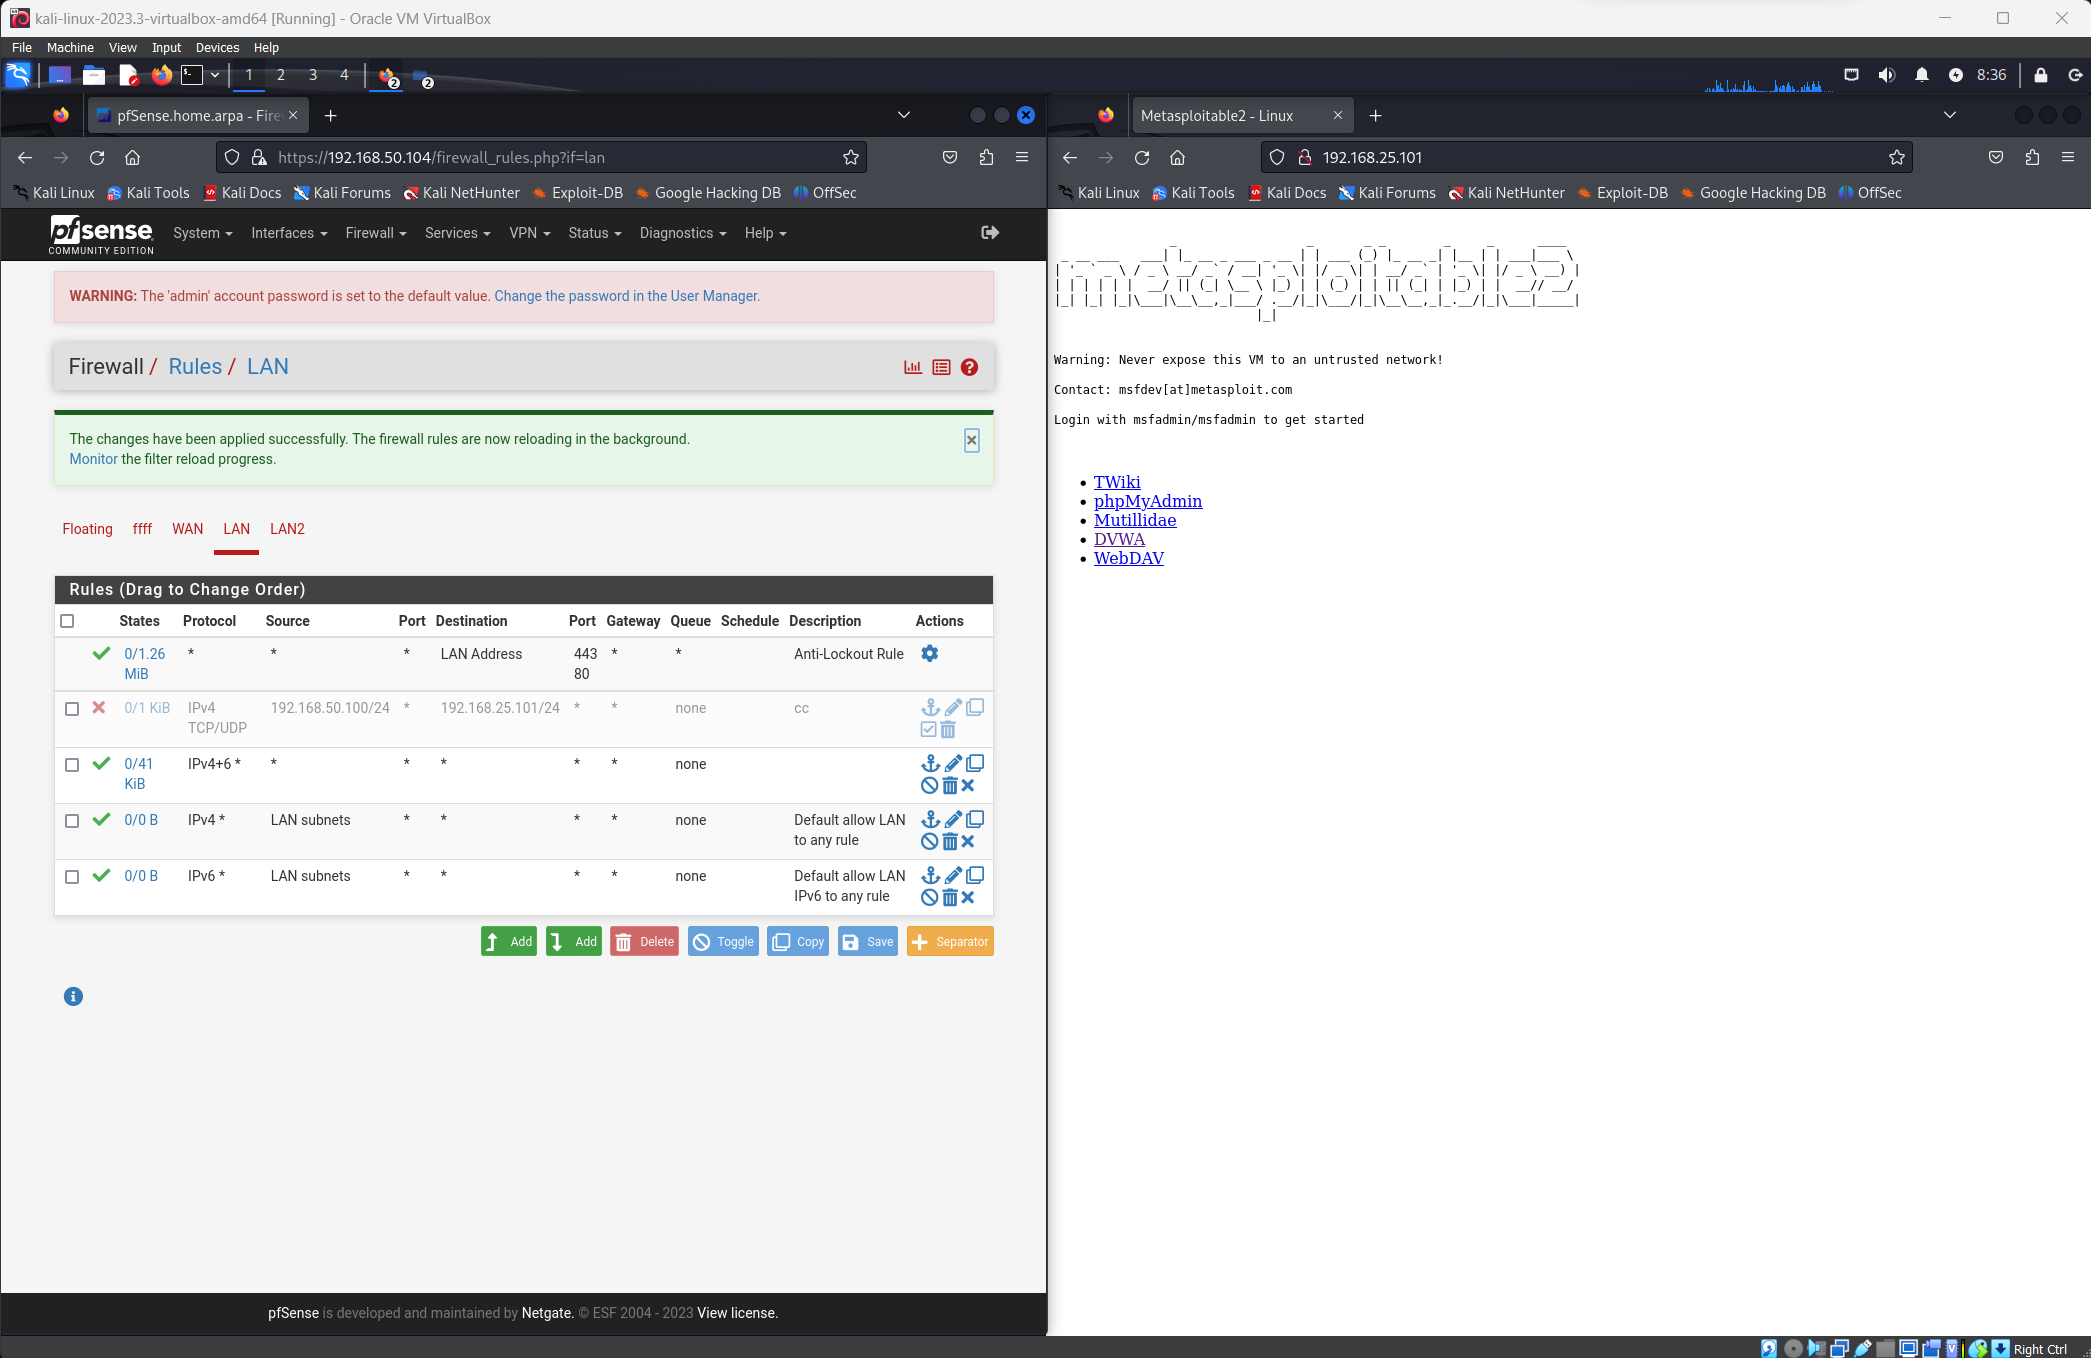 kali-linux-2023.3-virtualbox-amd64 [Running] - Oracle VM VirtualBox
File Machine View Input Devices Help
1 2 3 4 2 2 8:36
pfSense.home.arpa - Fire
https://192.168.50.104/firewall_rules.php?if=lan
Kali Linux Kali Tools Kali Docs Kali Forums Kali NetHunter Exploit-DB Google Hacking DB OffSec
pfsense
COMMUNITY EDITION
System Interfaces Firewall Services VPN Status Diagnostics Help
WARNING: The 'admin' account password is set to the default value. Change the password in the User Manager.
Firewall / Rules / LAN
The changes have been applied successfully. The firewall rules are now reloading in the background.
Monitor the filter reload progress.
Floating ffff WAN LAN LAN2
Rules (Drag to Change Order)
States Protocol Source Port Destination Port Gateway Queue Schedule Description Actions
0/1.26 * * * LAN Address 443 * * Anti-Lockout Rule
MiB 80
0/1 KiB IPv4 192.168.50.100/24 * 192.168.25.101/24 * * none cc
TCP/UDP
0/41 IPv4+6 * * * * * * none
KiB
0/0 B IPv4 * LAN subnets * * * * none Default allow LAN
to any rule
0/0 B IPv6 * LAN subnets * * * * none Default allow LAN
IPv6 to any rule
Add Add Delete Toggle Copy Save Separator
pfSense is developed and maintained by Netgate. © ESF 2004 - 2023 View license.
Metasploitable2 - Linux
192.168.25.101
Kali Linux Kali Tools Kali Docs Kali Forums Kali NetHunter Exploit-DB Google Hacking DB OffSec
metasploitable2
Warning: Never expose this VM to an untrusted network!
Contact: msfdev[at]metasploit.com
Login with msfadmin/msfadmin to get started
• TWiki
• phpMyAdmin
• Mutillidae
• DVWA
• WebDAV
Right Ctrl